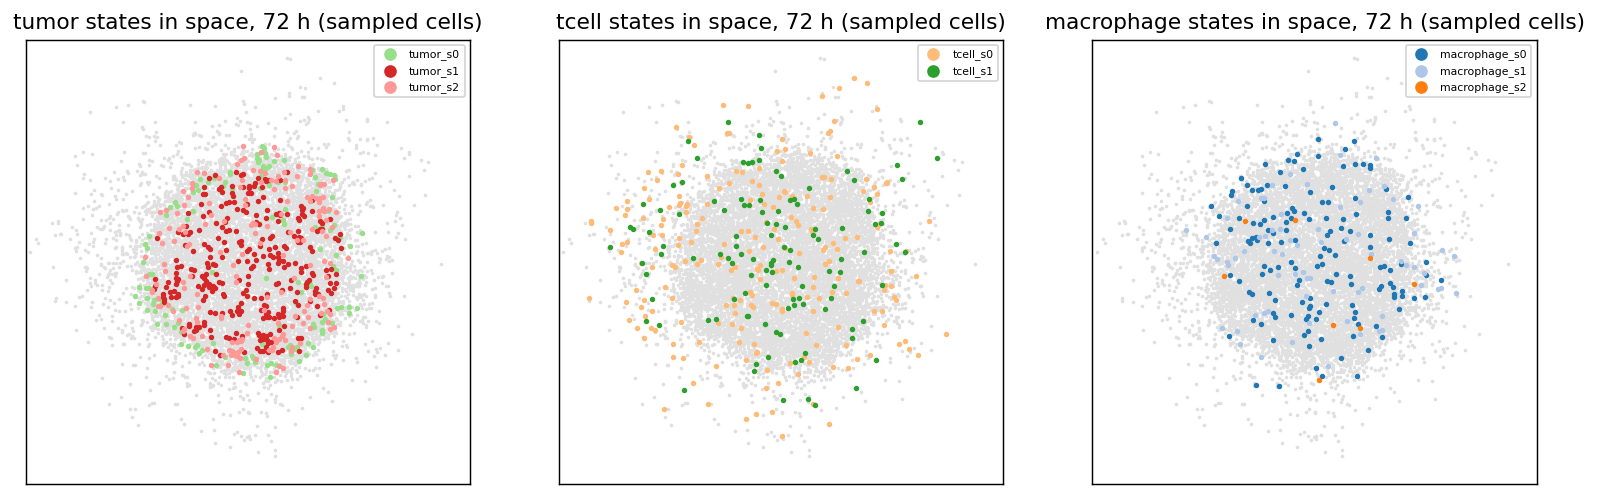 tumor states in space, 72 h (sampled cells)
tumor_s0
tumor_s1
tumor_s2
tcell states in space, 72 h (sampled cells)
tcell_s0
tcell_s1
macrophage states in space, 72 h (sampled cells)
macrophage_s0
macrophage_s1
macrophage_s2